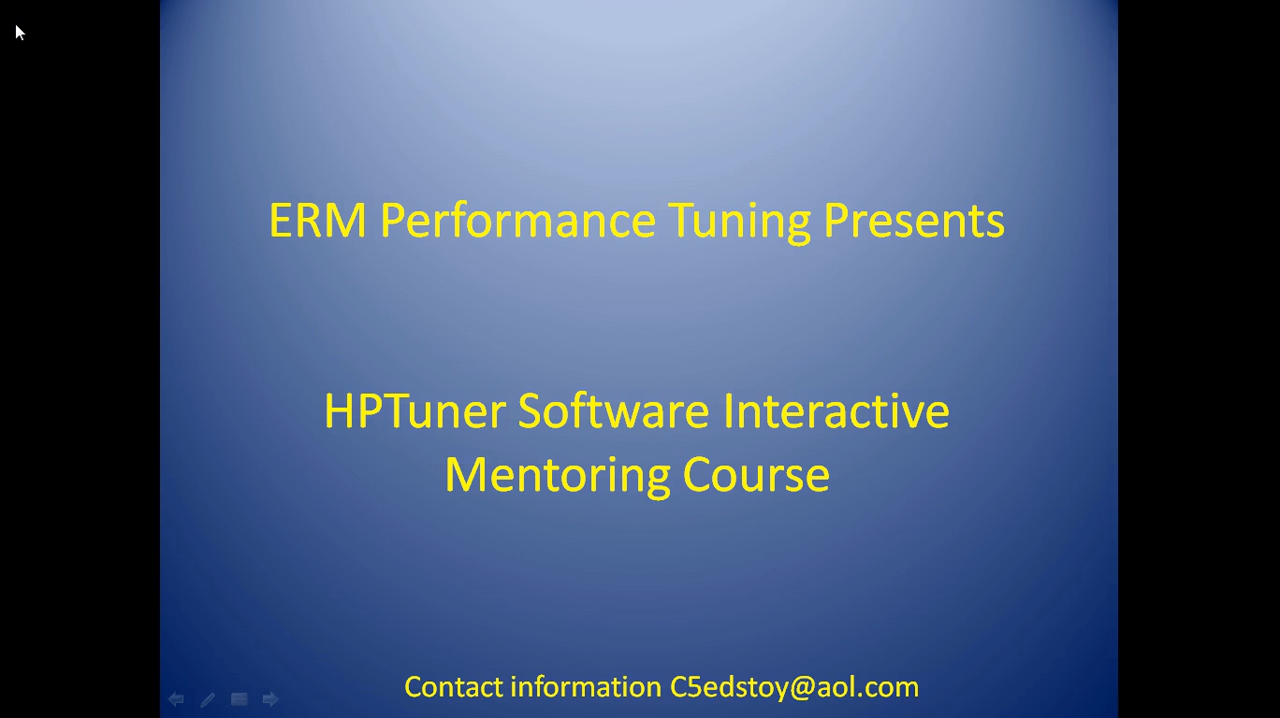 ERM Performance Tuning Presents
HPTuner Software Interactive
Mentoring Course
Contact information C5edstoy@aol.com